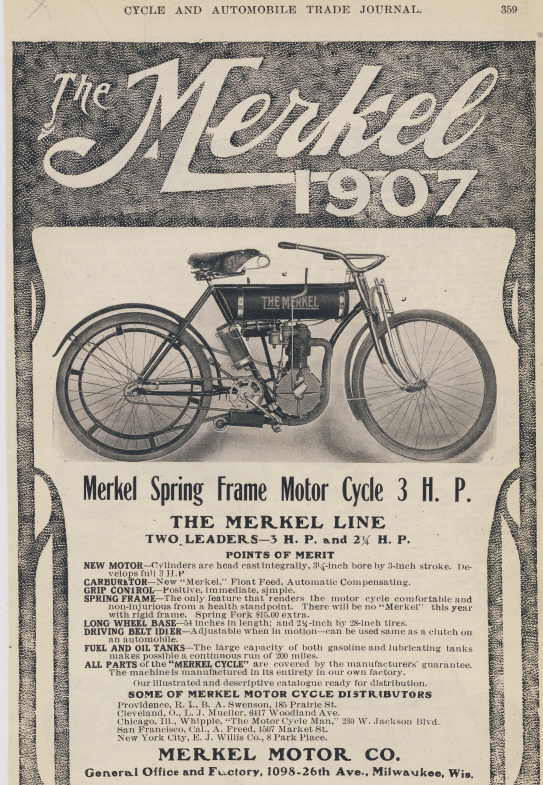 CYCLE AND AUTOMOBILE TRADE JOURNAL. 359
The Merkel
1907
THE MERKEL
Merkel Spring Frame Motor Cycle 3 H. P.
THE MERKEL LINE
TWO LEADERS—3 H. P. and 2¼ H. P.
POINTS OF MERIT
NEW MOTOR—Cylinders are head cast integrally, 3¼-inch bore by 3-inch stroke. De-
velops full 3 H.P
CARBURATOR—New "Merkel," Float Feed, Automatic Compensating.
GRIP CONTROL—Positive, immediate, simple.
SPRING FRAME—The only feature that renders the motor cycle comfortable and
non-injurious from a health standpoint. There will be no "Merkel" this year
with rigid frame. Spring Fork $15.00 extra.
LONG WHEEL BASE—54 inches in length; and 2½-inch by 28-inch tires.
DRIVING BELT IDLER—Adjustable when in motion—can be used same as a clutch on
an automobile.
FUEL AND OIL TANKS—The large capacity of both gasoline and lubricating tanks
makes possible a continuous run of 200 miles.
ALL PARTS of the "MERKEL CYCLE" are covered by the manufacturers' guarantee.
The machine is manufactured in its entirety in our own factory.
Our illustrated and descriptive catalogue ready for distribution.
SOME OF MERKEL MOTOR CYCLE DISTRIBUTORS
Providence, R. I., B. A. Swenson, 185 Prairie St.
Cleveland, O., L. J. Mueller, 6417 Woodland Ave.
Chicago, Ill., Whipple, "The Motor Cycle Man," 260 W. Jackson Blvd.
San Francisco, Cal., A. Freed, 1507 Market St.
New York City, E. J. Willis Co., 8 Park Place.
MERKEL MOTOR CO.
General Office and Factory, 1098-26th Ave., Milwaukee, Wis.